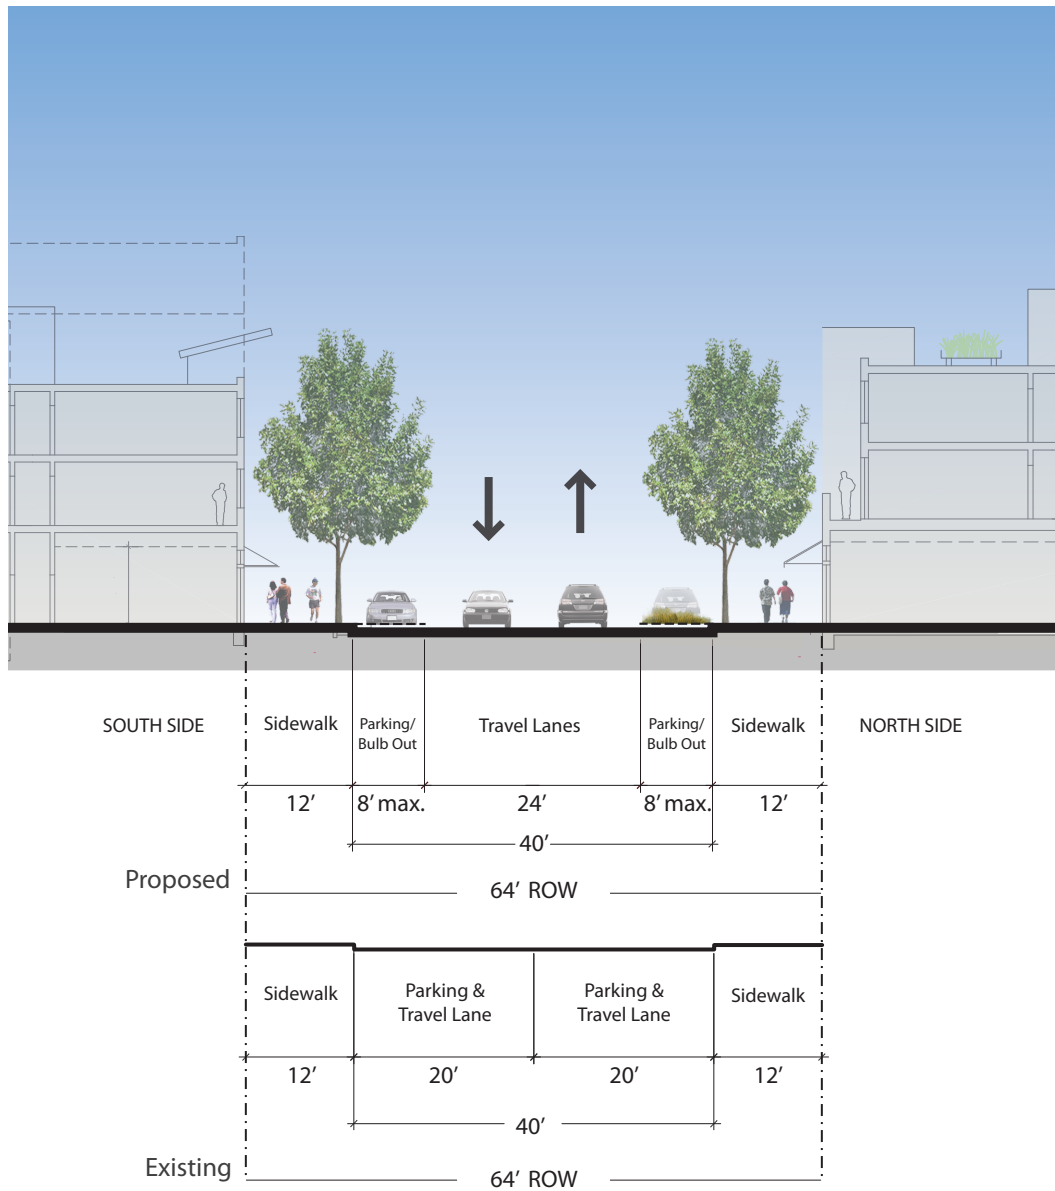 SOUTH SIDE
Sidewalk
Parking/
Bulb Out
Travel Lanes
Parking/
Bulb Out
Sidewalk
NORTH SIDE
12’
8’ max.
24’
8’ max.
12’
40’
Proposed
64’ ROW
Sidewalk
Parking &
Travel Lane
Parking &
Travel Lane
Sidewalk
12’
20’
20’
12’
40’
Existing
64’ ROW